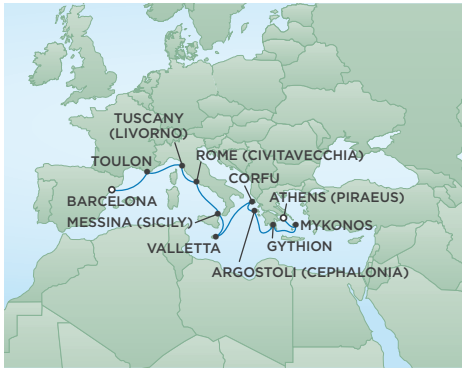 TUSCANY
(LIVORNO)
TOULON
ROME (CIVITAVECCHIA)
CORFU
BARCELONA
ATHENS (PIRAEUS)
MESSINA (SICILY)
MYKONOS
VALLETTA
GYTHION
ARGOSTOLI (CEPHALONIA)